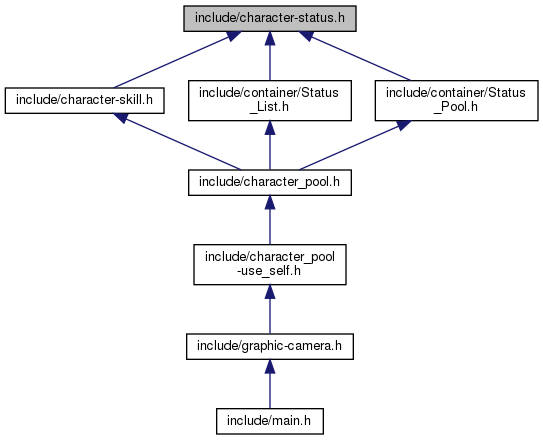 include/character-status.h
include/character-skill.h
include/container/Status
_List.h
include/container/Status
_Pool.h
include/character_pool.h
include/character_pool
-use_self.h
include/graphic-camera.h
include/main.h